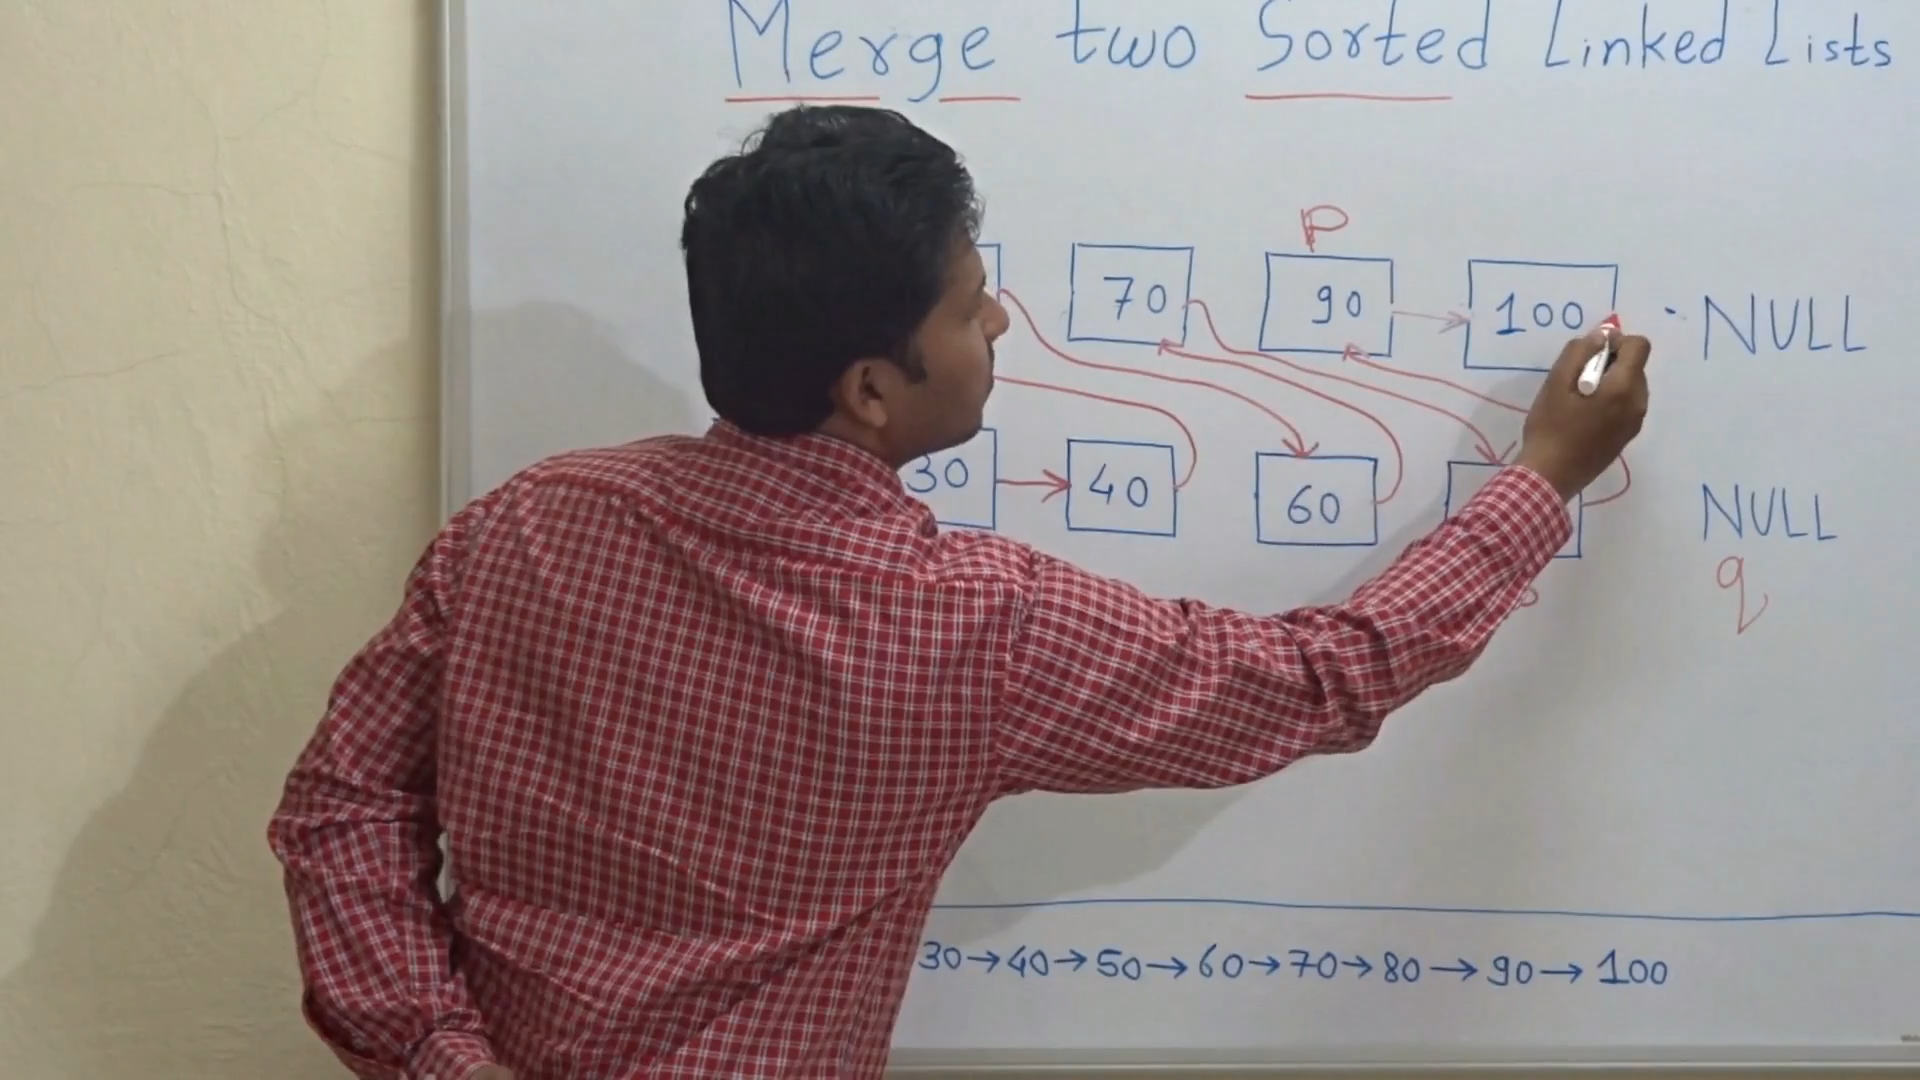 Merge two Sorted Linked Lists
P
70 90 → 100 NULL
30 → 40 60 NULL
q
30→40→50→60→70→80→90→100